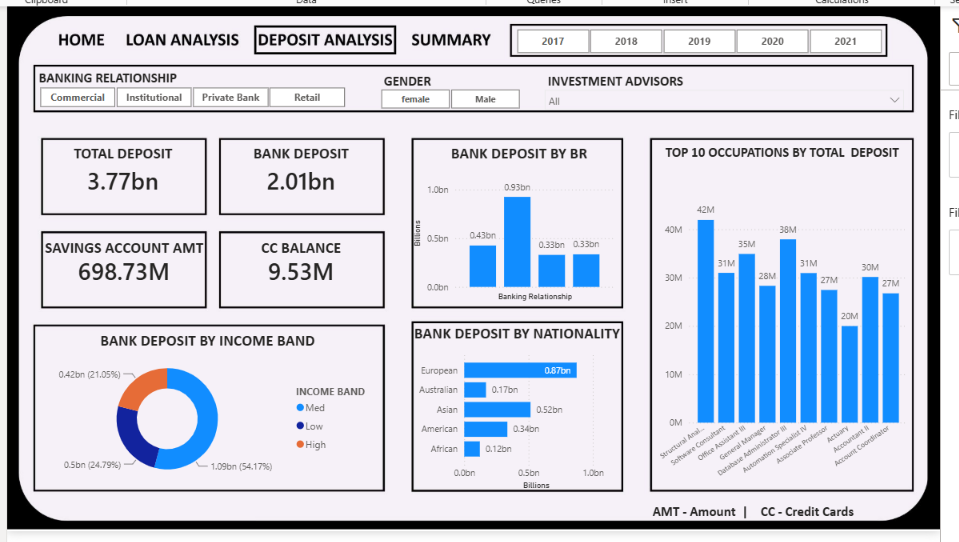 Clipboard Data Queries Insert Calculations
HOME LOAN ANALYSIS DEPOSIT ANALYSIS SUMMARY
2017 2018 2019 2020 2021
BANKING RELATIONSHIP
Commercial Institutional Private Bank Retail
GENDER
female Male
INVESTMENT ADVISORS
All
TOTAL DEPOSIT
3.77bn
BANK DEPOSIT
2.01bn
SAVINGS ACCOUNT AMT
698.73M
CC BALANCE
9.53M
BANK DEPOSIT BY BR
Billions
1.0bn
0.5bn
0.0bn
0.43bn
0.93bn
0.33bn
0.33bn
Banking Relationship
TOP 10 OCCUPATIONS BY TOTAL DEPOSIT
40M
30M
20M
10M
0M
42M
31M
35M
28M
38M
31M
27M
20M
30M
27M
Structural Anal...
Software Consultant
Office Assistant III
General Manager
Database Administrator III
Automation Specialist IV
Associate Professor
Actuary
Accountant II
Account Coordinator
BANK DEPOSIT BY INCOME BAND
0.42bn (21.05%)
0.5bn (24.79%)
1.09bn (54.17%)
INCOME BAND
Med
Low
High
BANK DEPOSIT BY NATIONALITY
European 0.87bn
Australian 0.17bn
Asian 0.52bn
American 0.34bn
African 0.12bn
0.0bn 0.5bn 1.0bn
Billions
AMT - Amount | CC - Credit Cards